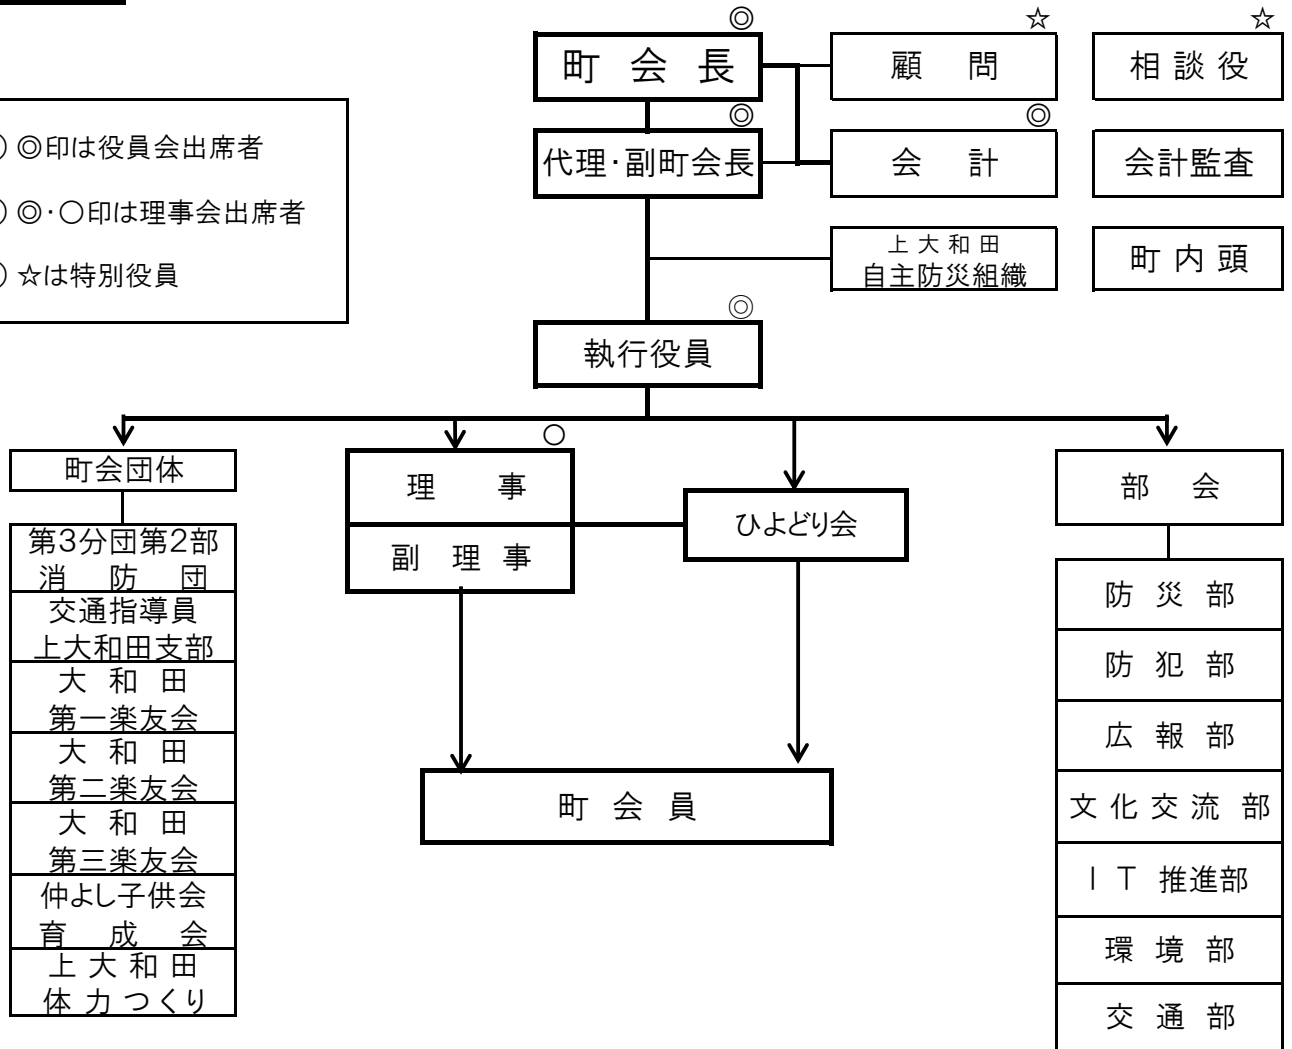 ◎
☆
☆
町 会 長
顧 問
相 談 役
◎
◎
代理・副町会長
会 計
会計監査
) ◎印は役員会出席者
) ◎・○印は理事会出席者
) ☆は特別役員
上 大 和 田
自主防災組織
町 内 頭
◎
執行役員
町会団体
第3分団第2部
消 防 団
交通指導員
上大和田支部
大 和 田
第一楽友会
大 和 田
第二楽友会
大 和 田
第三楽友会
仲よし子供会
育 成 会
上 大 和 田
体 力 つ く り
○
理 事
副 理 事
ひよどり会
町 会 員
部 会
防 災 部
防 犯 部
広 報 部
文 化 交 流 部
I T 推進部
環 境 部
交 通 部